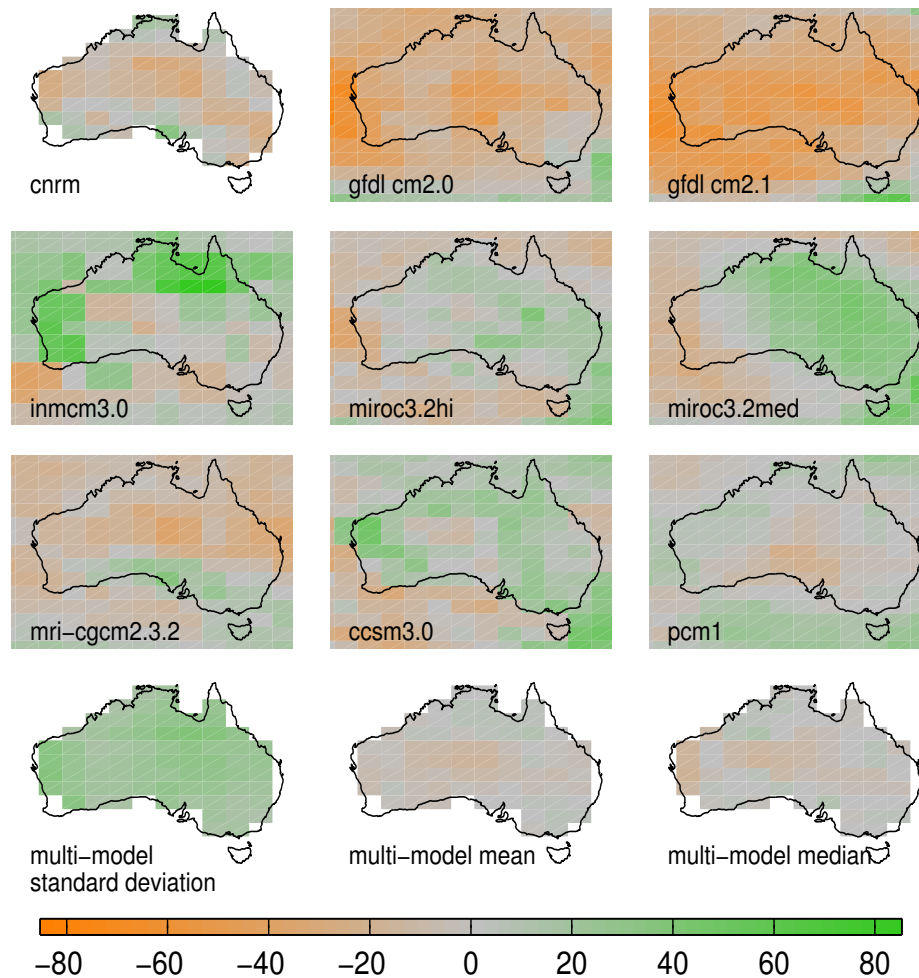 cnrm
gfdl cm2.0
gfdl cm2.1
inmcm3.0
miroc3.2hi
miroc3.2med
mri−cgcm2.3.2
ccsm3.0
pcm1
multi−model
standard deviation
multi−model mean
multi−model median
−80 −60 −40 −20 0 20 40 60 80